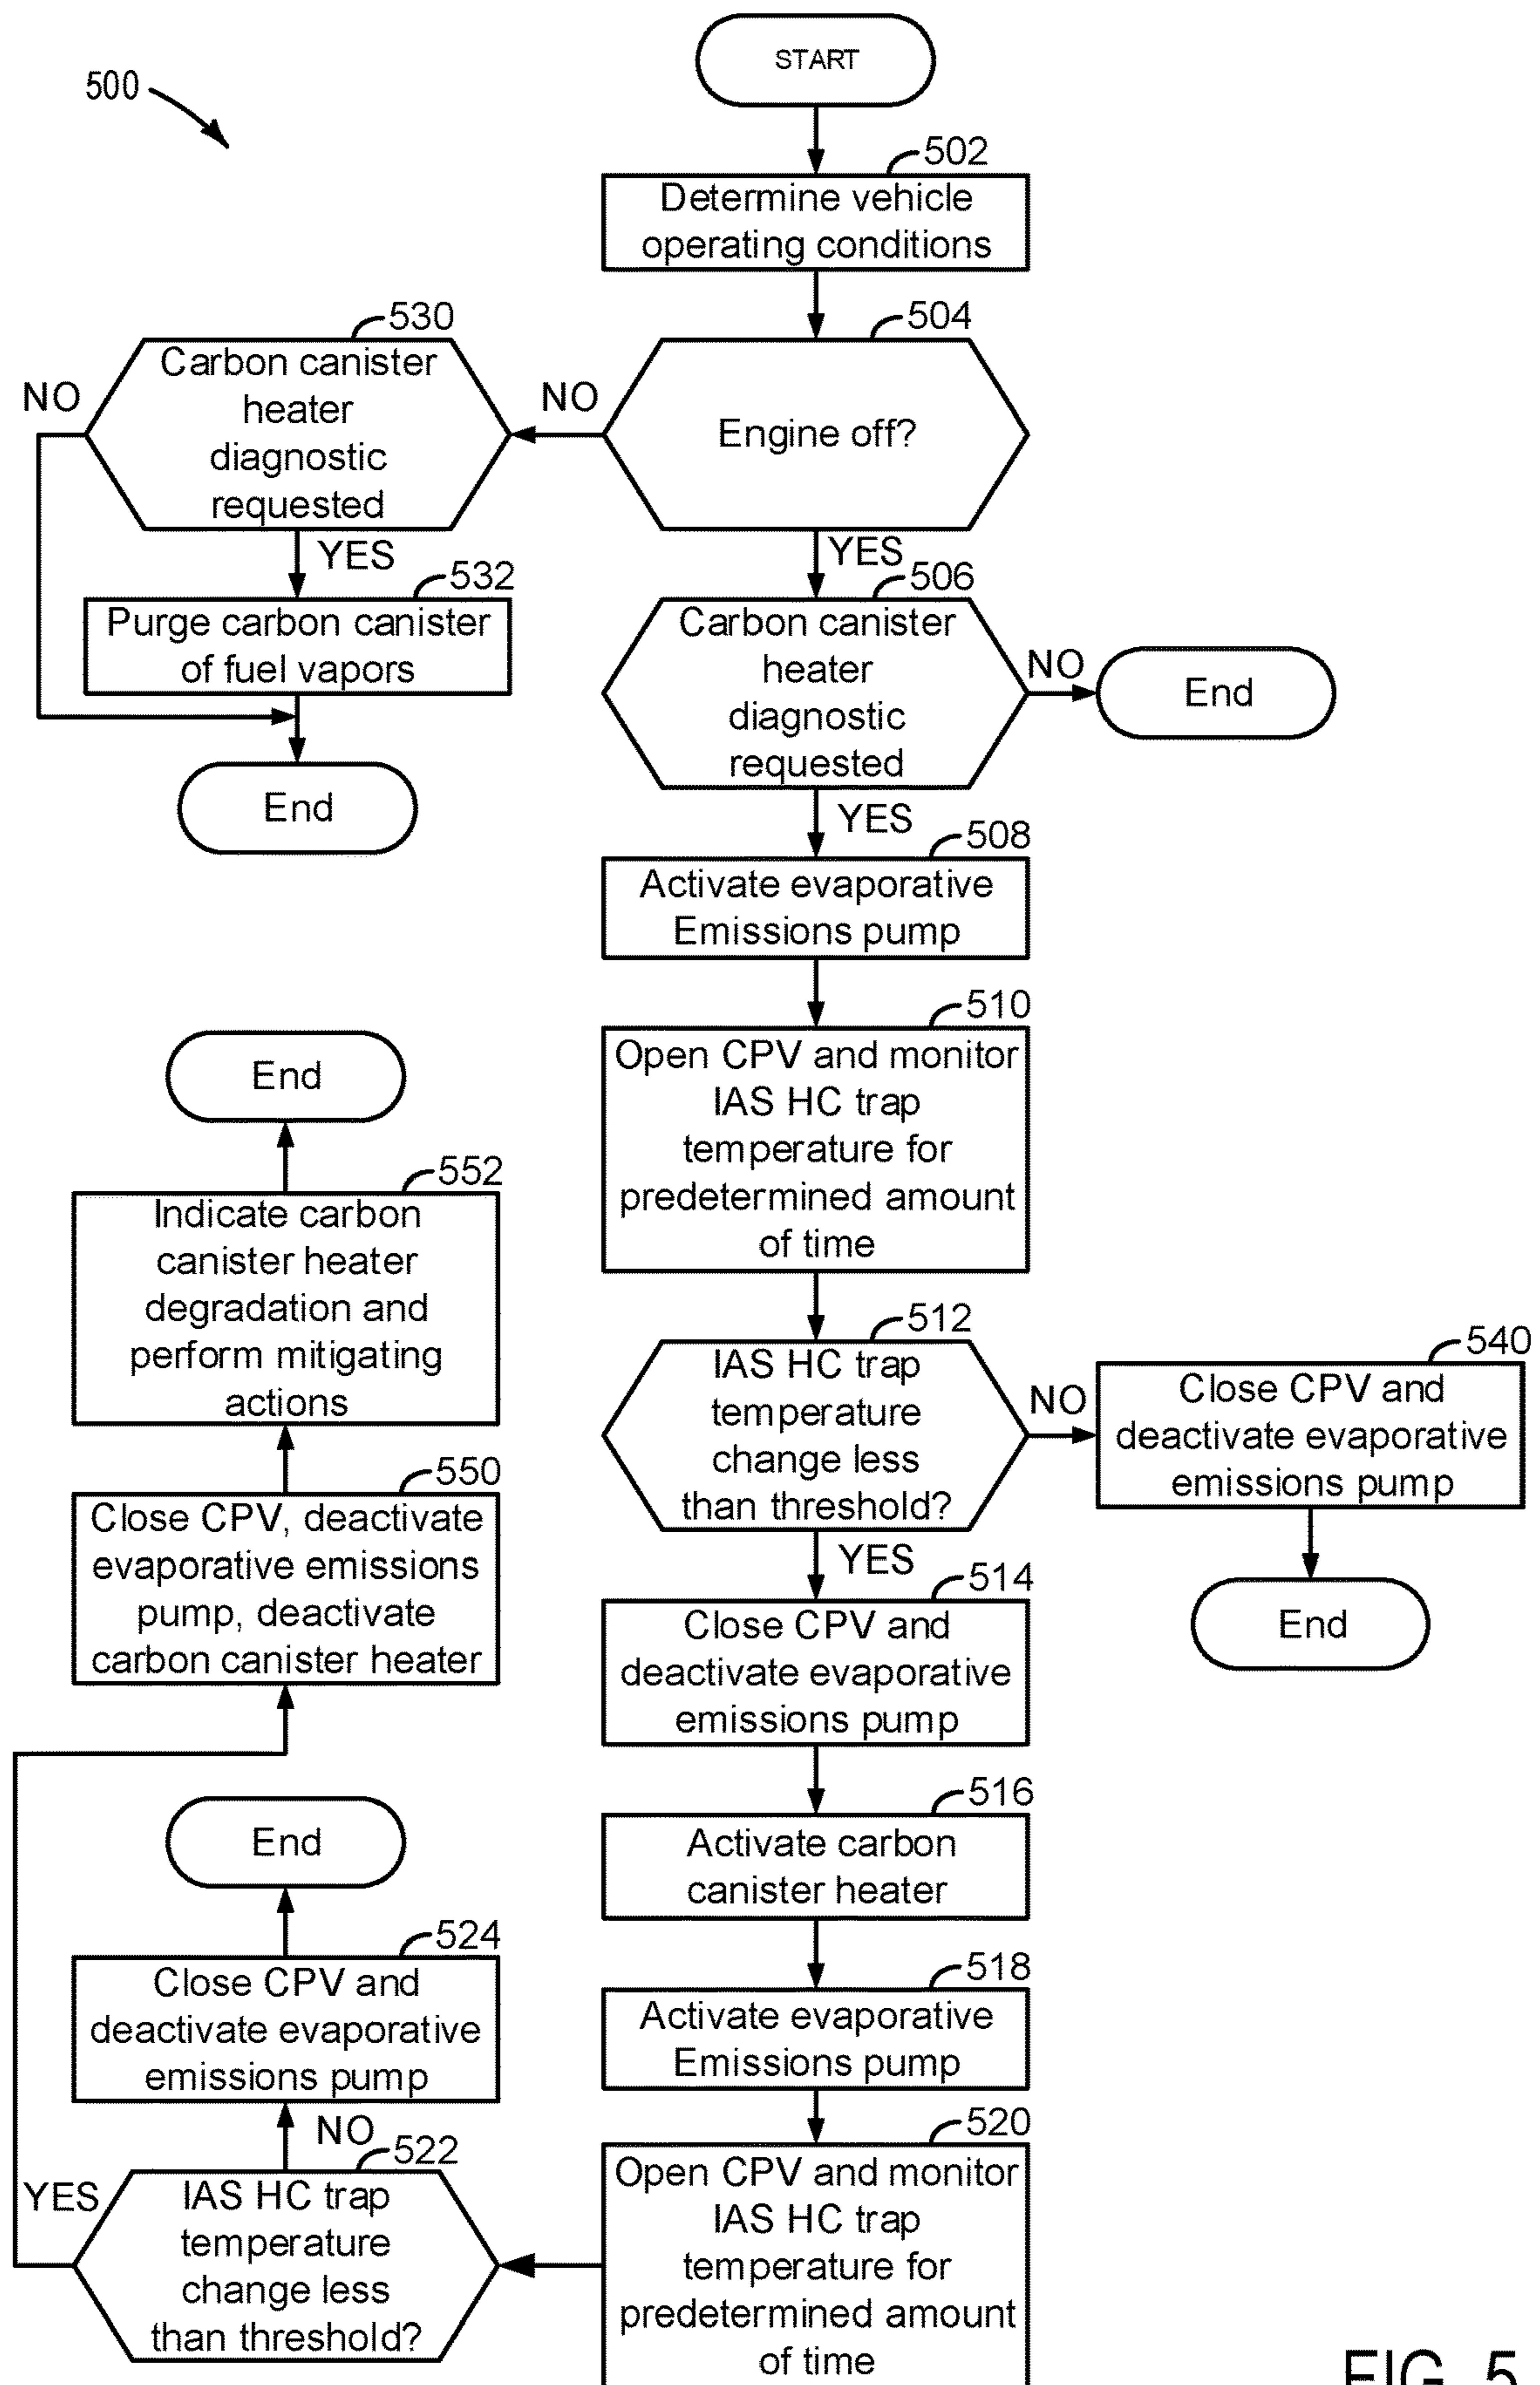 500
START
502
Determine vehicle
operating conditions
504
Engine off?
NO
530
Carbon canister
heater
diagnostic
requested
NO
YES
532
Purge carbon canister
of fuel vapors
End
YES
506
Carbon canister
heater
diagnostic
requested
NO
End
YES
508
Activate evaporative
Emissions pump
510
Open CPV and monitor
IAS HC trap
temperature for
predetermined amount
of time
512
IAS HC trap
temperature
change less
than threshold?
NO
540
Close CPV and
deactivate evaporative
emissions pump
End
YES
514
Close CPV and
deactivate evaporative
emissions pump
516
Activate carbon
canister heater
518
Activate evaporative
Emissions pump
520
Open CPV and monitor
IAS HC trap
temperature for
predetermined amount
of time
522
IAS HC trap
temperature
change less
than threshold?
NO
524
Close CPV and
deactivate evaporative
emissions pump
End
YES
550
Close CPV, deactivate
evaporative emissions
pump, deactivate
carbon canister heater
552
Indicate carbon
canister heater
degradation and
perform mitigating
actions
End
FIG. 5